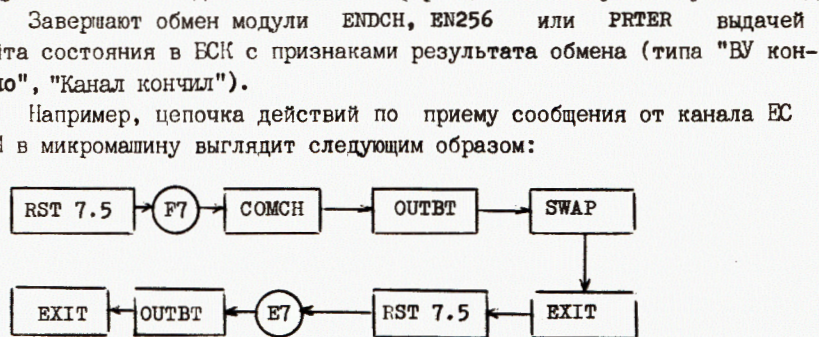 Завершают обмен модули ENDCH, EN256 или PRTER выдачей
йта состояния в БСК с признаками результата обмена (типа "ВУ кон-
ло", "Канал кончил").
Например, цепочка действий по приему сообщения от канала ЕС
в микромашину выглядит следующим образом:
RST 7.5 F7 COMCH OUTBT SWAP
EXIT OUTBT E7 RST 7.5 EXIT